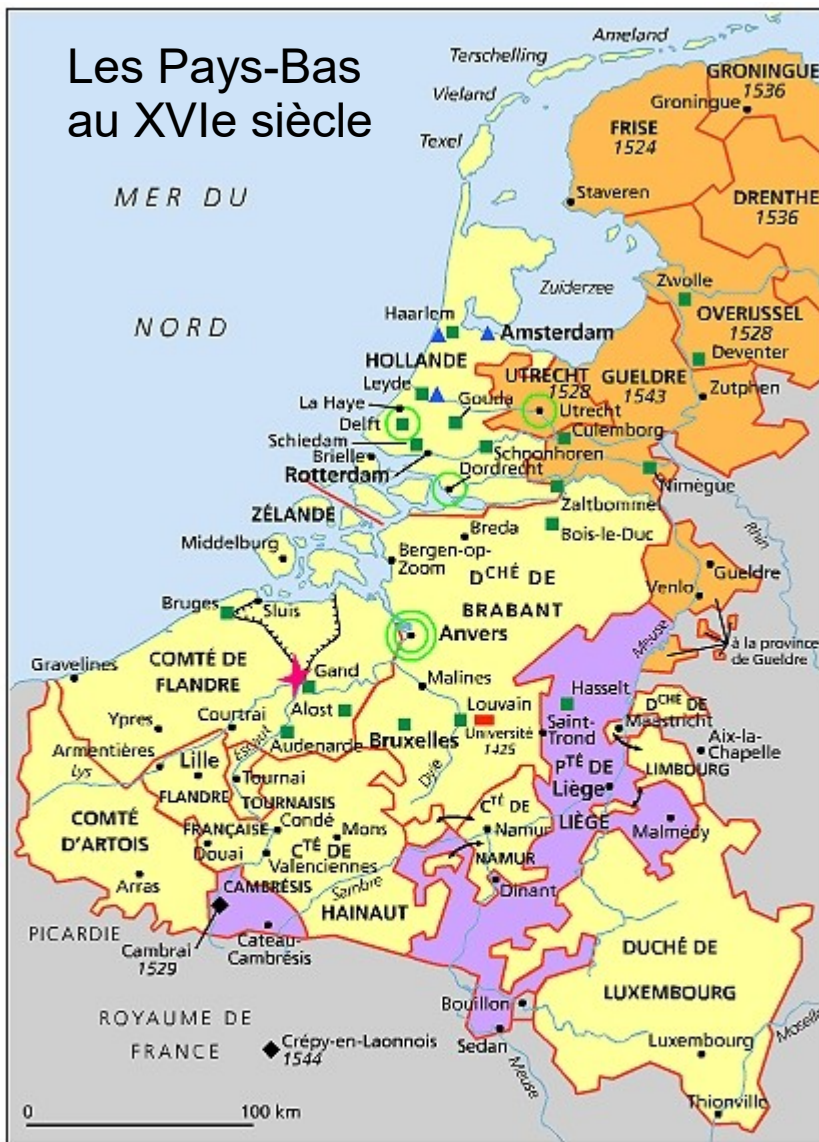 Les Pays-Bas
au XVIe siècle
Ameland
Terschelling
Vieland
Texel
GRONINGUE
1536
Groningue
FRISE
1524
Staveren
DRENTHE
1536
MER DU
NORD
Zuiderzee
Zwolle
OVERIJSSEL
1528
Deventer
Haarlem
Amsterdam
HOLLANDE
UTRECHT
1528
GUELDRE
1543
Zutphen
Leyde
La Haye
Gouda
Utrecht
Delft
Culemborg
Schiedam
Schoonhoren
Brielle
Rotterdam
Dordrecht
Nimègue
Zaltbommel
ZÉLANDE
Breda
Bois-le-Duc
Rhin
Middelburg
Bergen-op-
Zoom
DCHÉ DE
BRABANT
Gueldre
Venlo
Bruges
Sluis
Anvers
Meuse
à la province
de Gueldre
Gravelines
COMTÉ DE
FLANDRE
Gand
Malines
Hasselt
DCHÉ DE
Maestricht
Ypres
Courtrai
Alost
Louvain
Université
1425
Saint-
Trond
Aix-la-
Chapelle
Armentières
Escaut
Audenarde
Bruxelles
PTÉ DE
Liège
LIÈGE
LIMBOURG
Lys
Lille
Tournai
Dyle
FLANDRE
FRANÇAISE
TOURNAISIS
CTÉ DE
Namur
NAMUR
Malmédy
COMTÉ
D'ARTOIS
Condé
Mons
Douai
CTÉ DE
Valenciennes
HAINAUT
Arras
CAMBRÉSIS
Sambre
Dinant
PICARDIE
Cambrai
1529
Cateau-
Cambrésis
DUCHÉ DE
LUXEMBOURG
ROYAUME DE
FRANCE
Bouillon
Sedan
Crépy-en-Laonnois
1544
Meuse
Luxembourg
Moselle
Thionville
0 100 km